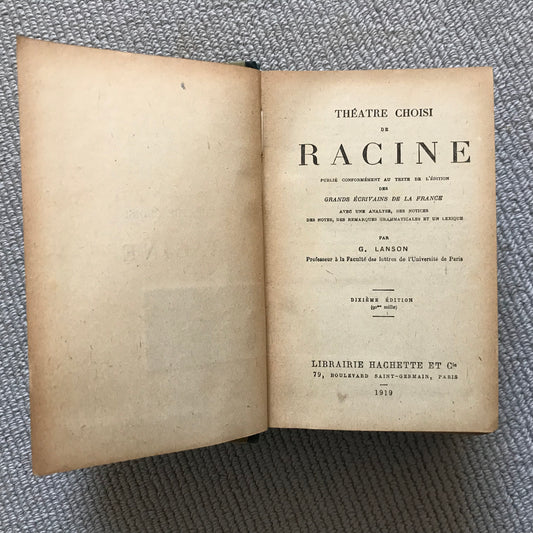 THÉATRE CHOISI
DE
RACINE
PUBLIÉ CONFORMÉMENT AU TEXTE DE L'ÉDITION
DES
GRANDS ÉCRIVAINS DE LA FRANCE
AVEC UNE ANALYSE, DES NOTICES
DES NOTES, DES REMARQUES GRAMMATICALES ET UN LEXIQUE
PAR
G. LANSON
Professeur à la Faculté des lettres de l'Université de Paris
DIXIÈME ÉDITION
(90me mille)
LIBRAIRIE HACHETTE ET Cie
79, BOULEVARD SAINT-GERMAIN, PARIS
1919